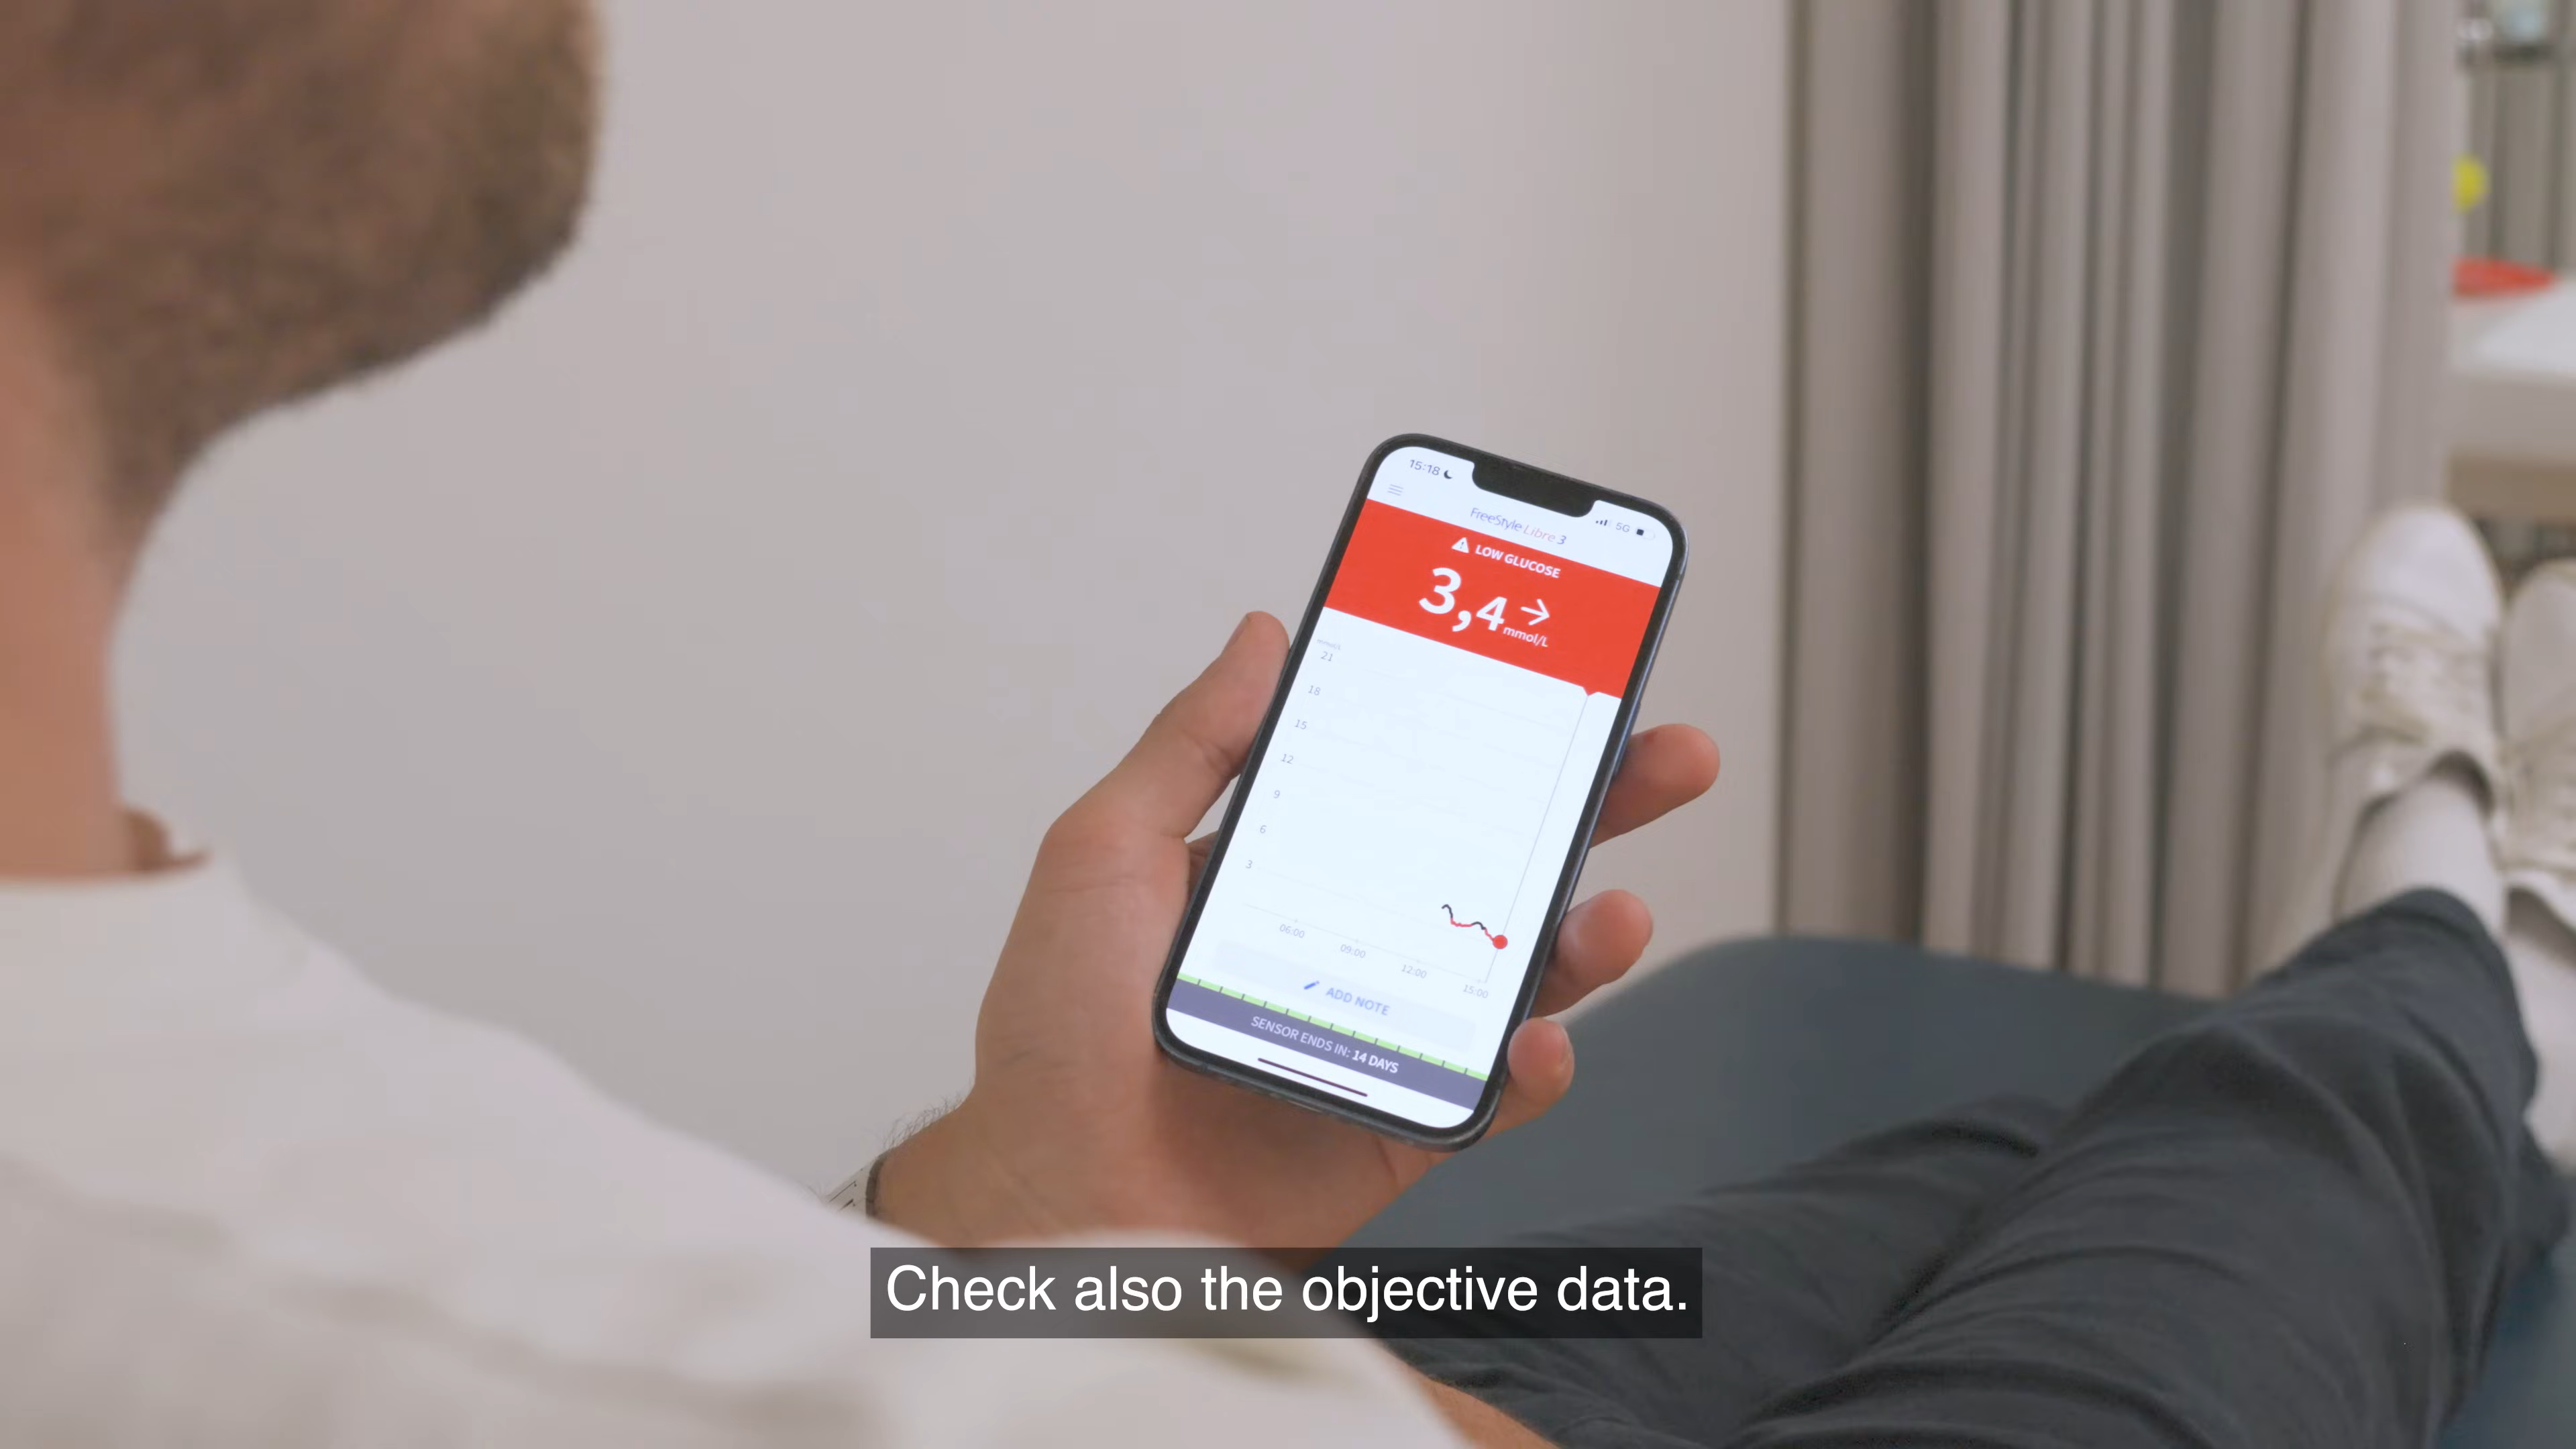 15:18
5G
FreeStyle Libre 3
LOW GLUCOSE
3,4 →
mmol/L
21
18
15
12
9
6
3
06:00
09:00
12:00
15:00
ADD NOTE
SENSOR ENDS IN: 14 DAYS
Check also the objective data.